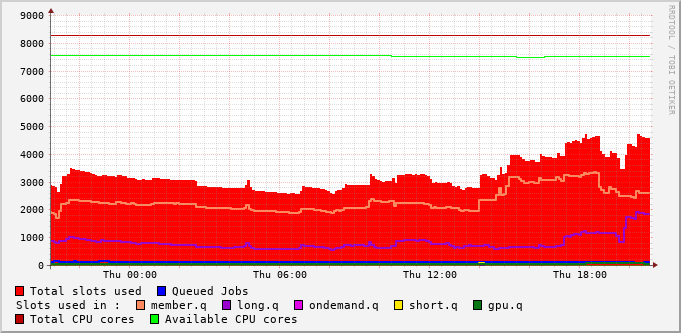 9000
8000
7000
6000
5000
4000
3000
2000
1000
0
Thu 00:00 Thu 06:00 Thu 12:00 Thu 18:00
Total slots used Queued Jobs
Slots used in : member.q long.q ondemand.q short.q gpu.q
Total CPU cores Available CPU cores
RRDTOOL / TOBI OETIKER